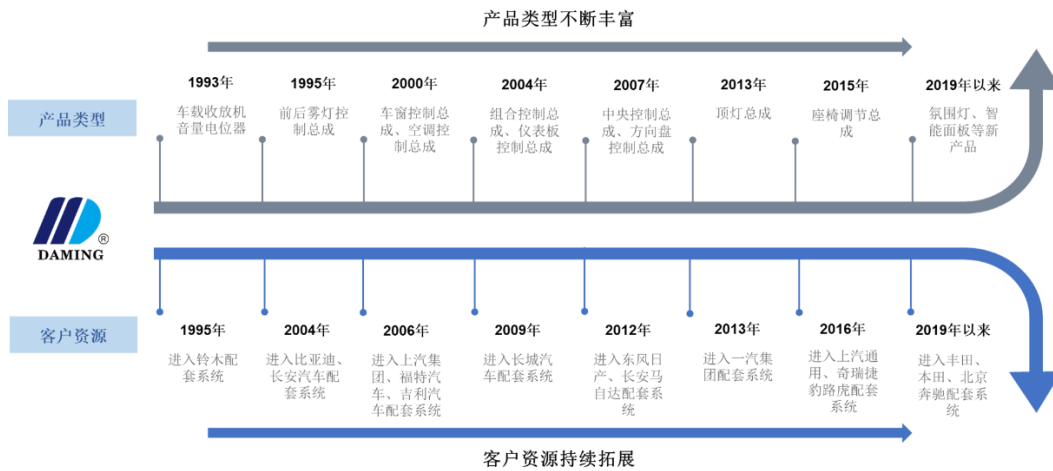 产品类型不断丰富
1993年
1995年
2000年
2004年
2007年
2013年
2015年
2019年以来
产品类型
车载收放机
音量电位器
前后雾灯控
制总成
车窗控制总
成、空调控
制总成
组合控制总
成、仪表板
控制总成
中央控制总
成、方向盘
控制总成
顶灯总成
座椅调节总
成
氛围灯、智
能面板等新
产品
®
DAMING
客户资源
1995年
2004年
2006年
2009年
2012年
2013年
2016年
2019年以来
进入铃木配
套系统
进入比亚迪、
长安汽车配
套系统
进入上汽集
团、福特汽
车、吉利汽
车配套系统
进入长城汽
车配套系统
进入东风日
产、长安马
自达配套系
统
进入一汽集
团配套系统
进入上汽通
用、奇瑞捷
豹路虎配套
系统
进入丰田、
本田、北京
奔驰配套系
统
客户资源持续拓展